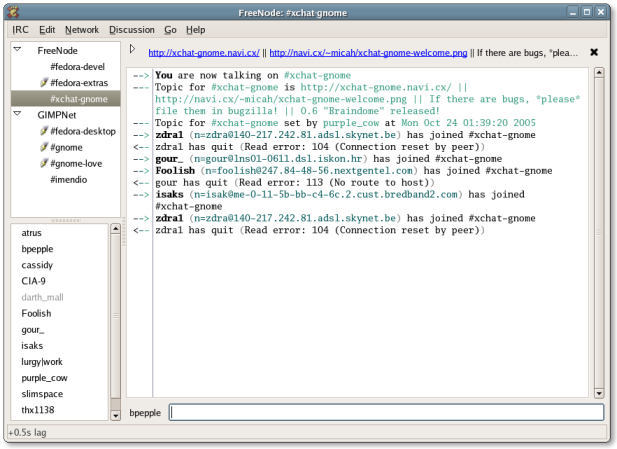 FreeNode: #xchat-gnome
IRC Edit Network Discussion Go Help
FreeNode
#fedora-devel
#fedora-extras
#xchat-gnome
GIMPNet
#fedora-desktop
#gnome
#gnome-love
#imendio
atrus
bpepple
cassidy
CIA-9
darth_mall
Foolish
gour_
isaks
lurgy|work
purple_cow
slimspace
thx1138
http://xchat-gnome.navi.cx/ || http://navi.cx/~micah/xchat-gnome-welcome.png || If there are bugs, *plea...
--> You are now talking on #xchat-gnome
--- Topic for #xchat-gnome is http://xchat-gnome.navi.cx/ ||
http://navi.cx/~micah/xchat-gnome-welcome.png || If there are bugs, *please*
file them in bugzilla! || 0.6 "Braindome" released!
--- Topic for #xchat-gnome set by purple_cow at Mon Oct 24 01:39:20 2005
--> zdra1 (n=zdra@140-217.242.81.adsl.skynet.be) has joined #xchat-gnome
<-- zdra1 has quit (Read error: 104 (Connection reset by peer))
--> gour_ (n=gour@lns01-0611.dsl.iskon.hr) has joined #xchat-gnome
--> Foolish (n=foolish@247.84-48-56.nextgentel.com) has joined #xchat-gnome
<-- gour has quit (Read error: 113 (No route to host))
--> isaks (n=isak@me-0-11-5b-bb-c4-6c.2.cust.bredband2.com) has joined
#xchat-gnome
--> zdra1 (n=zdra@140-217.242.81.adsl.skynet.be) has joined #xchat-gnome
<-- zdra1 has quit (Read error: 104 (Connection reset by peer))
bpepple
+0.5s lag